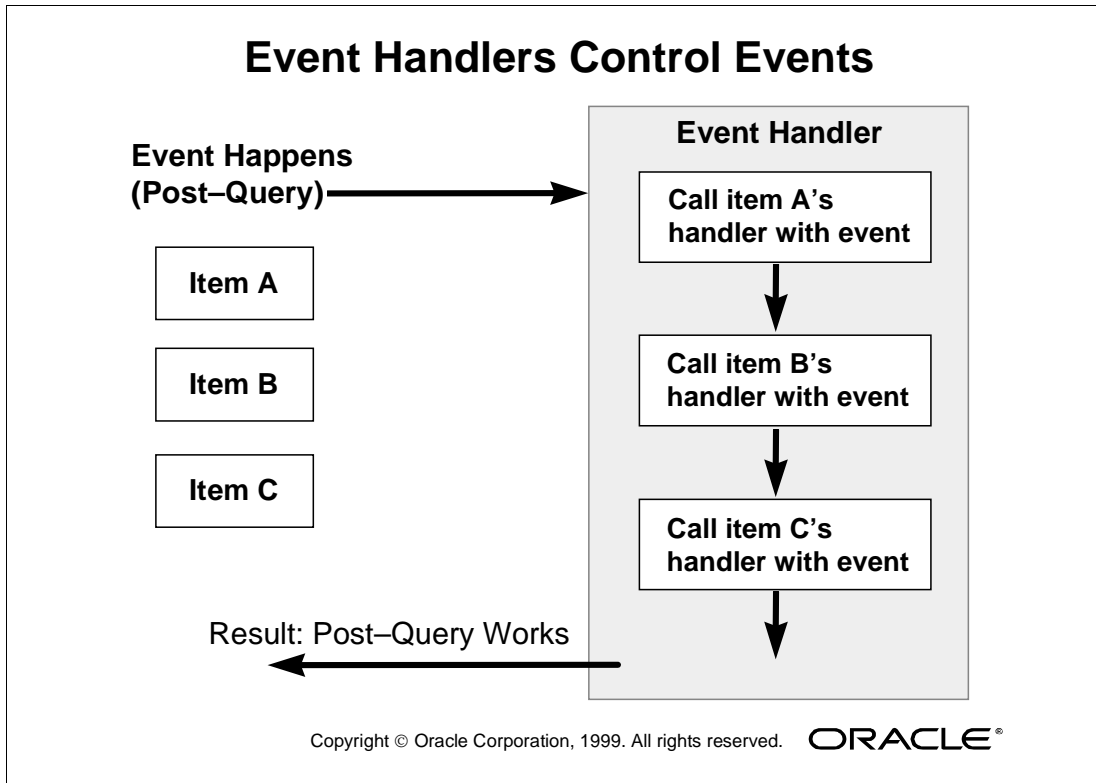 Event Handlers Control Events
Event Happens
(Post–Query)
Item A
Item B
Item C
Event Handler
Call item A’s
handler with event
Call item B’s
handler with event
Call item C’s
handler with event
Result: Post–Query Works
Copyright © Oracle Corporation, 1999. All rights reserved.
ORACLE®